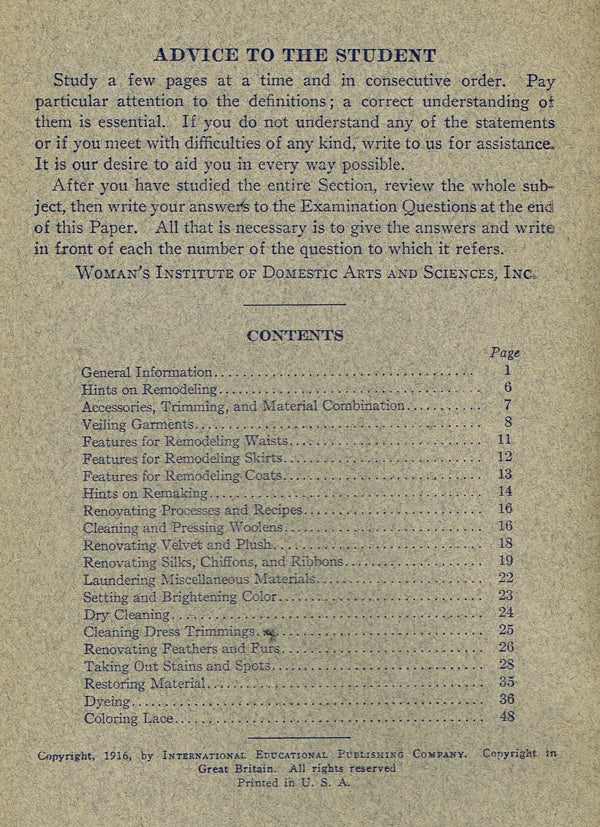 ADVICE TO THE STUDENT
Study a few pages at a time and in consecutive order. Pay
particular attention to the definitions; a correct understanding of
them is essential. If you do not understand any of the statements
or if you meet with difficulties of any kind, write to us for assistance.
It is our desire to aid you in every way possible.
After you have studied the entire Section, review the whole sub-
ject, then write your answers to the Examination Questions at the end
of this Paper. All that is necessary is to give the answers and write
in front of each the number of the question to which it refers.
WOMAN'S INSTITUTE OF DOMESTIC ARTS AND SCIENCES, INC.
CONTENTS
Page
General Information 1
Hints on Remodeling 6
Accessories, Trimming, and Material Combination 7
Veiling Garments 8
Features for Remodeling Waists 11
Features for Remodeling Skirts 12
Features for Remodeling Coats 13
Hints on Remaking 14
Renovating Processes and Recipes 16
Cleaning and Pressing Woolens 16
Renovating Velvet and Plush 18
Renovating Silks, Chiffons, and Ribbons 19
Laundering Miscellaneous Materials 22
Setting and Brightening Color 23
Dry Cleaning 24
Cleaning Dress Trimmings 25
Renovating Feathers and Furs 26
Taking Out Stains and Spots 28
Restoring Material 35
Dyeing 36
Coloring Lace 48
Copyright, 1916, by INTERNATIONAL EDUCATIONAL PUBLISHING COMPANY. Copyright in
Great Britain. All rights reserved
Printed in U. S. A.